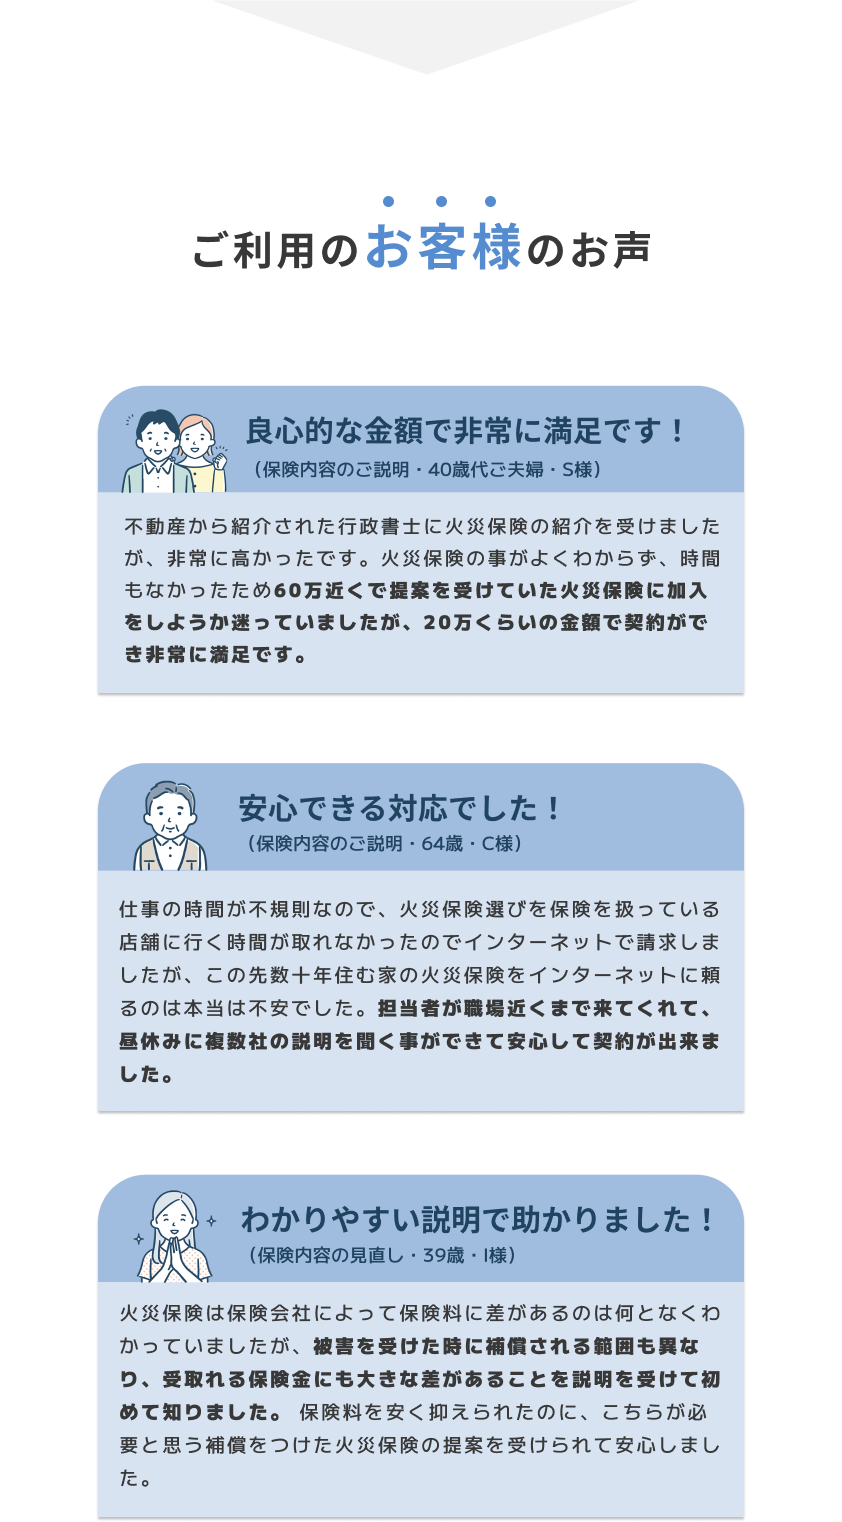 ご利用のお客様のお声
良心的な金額で非常に満足です！
（保険内容のご説明・40歳代ご夫婦・S様）
不動産から紹介された行政書士に火災保険の紹介を受けました
が、非常に高かったです。火災保険の事がよくわからず、時間
もなかったため60万近くで提案を受けていた火災保険に加入
をしようか迷っていましたが、20万くらいの金額で契約がで
き非常に満足です。
安心できる対応でした！
（保険内容のご説明・64歳・C様）
仕事の時間が不規則なので、火災保険選びを保険を扱っている
店舗に行く時間が取れなかったのでインターネットで請求しま
したが、この先数十年住む家の火災保険をインターネットに頼
るのは本当は不安でした。担当者が職場近くまで来てくれて、
昼休みに複数社の説明を聞く事ができて安心して契約が出来ま
した。
わかりやすい説明で助かりました！
（保険内容の見直し・39歳・I様）
火災保険は保険会社によって保険料に差があるのは何となくわ
かっていましたが、被害を受けた時に補償される範囲も異な
り、受取れる保険金にも大きな差があることを説明を受けて初
めて知りました。 保険料を安く抑えられたのに、こちらが必
要と思う補償をつけた火災保険の提案を受けられて安心しまし
た。